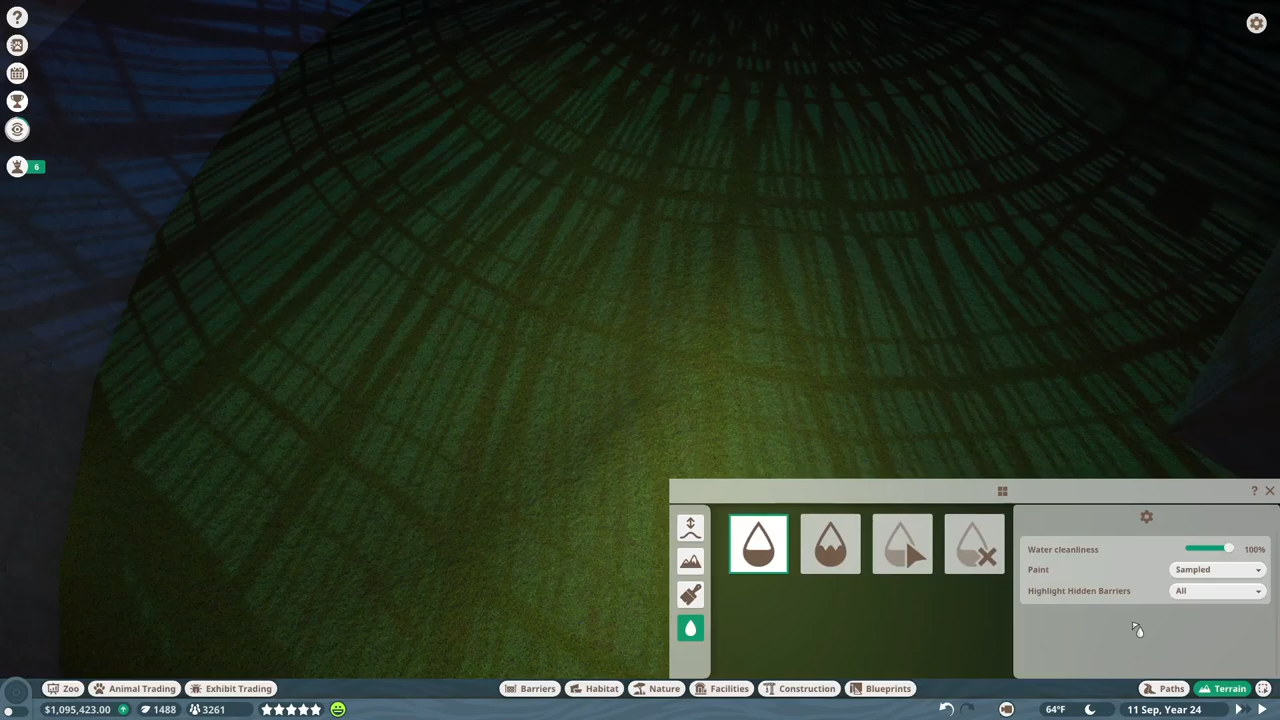 6
Water cleanliness 100%
Paint Sampled
Highlight Hidden Barriers All
Zoo Animal Trading Exhibit Trading Barriers Habitat Nature Facilities Construction Blueprints Paths Terrain
$1,095,423.00 1488 3261 64°F 11 Sep, Year 24